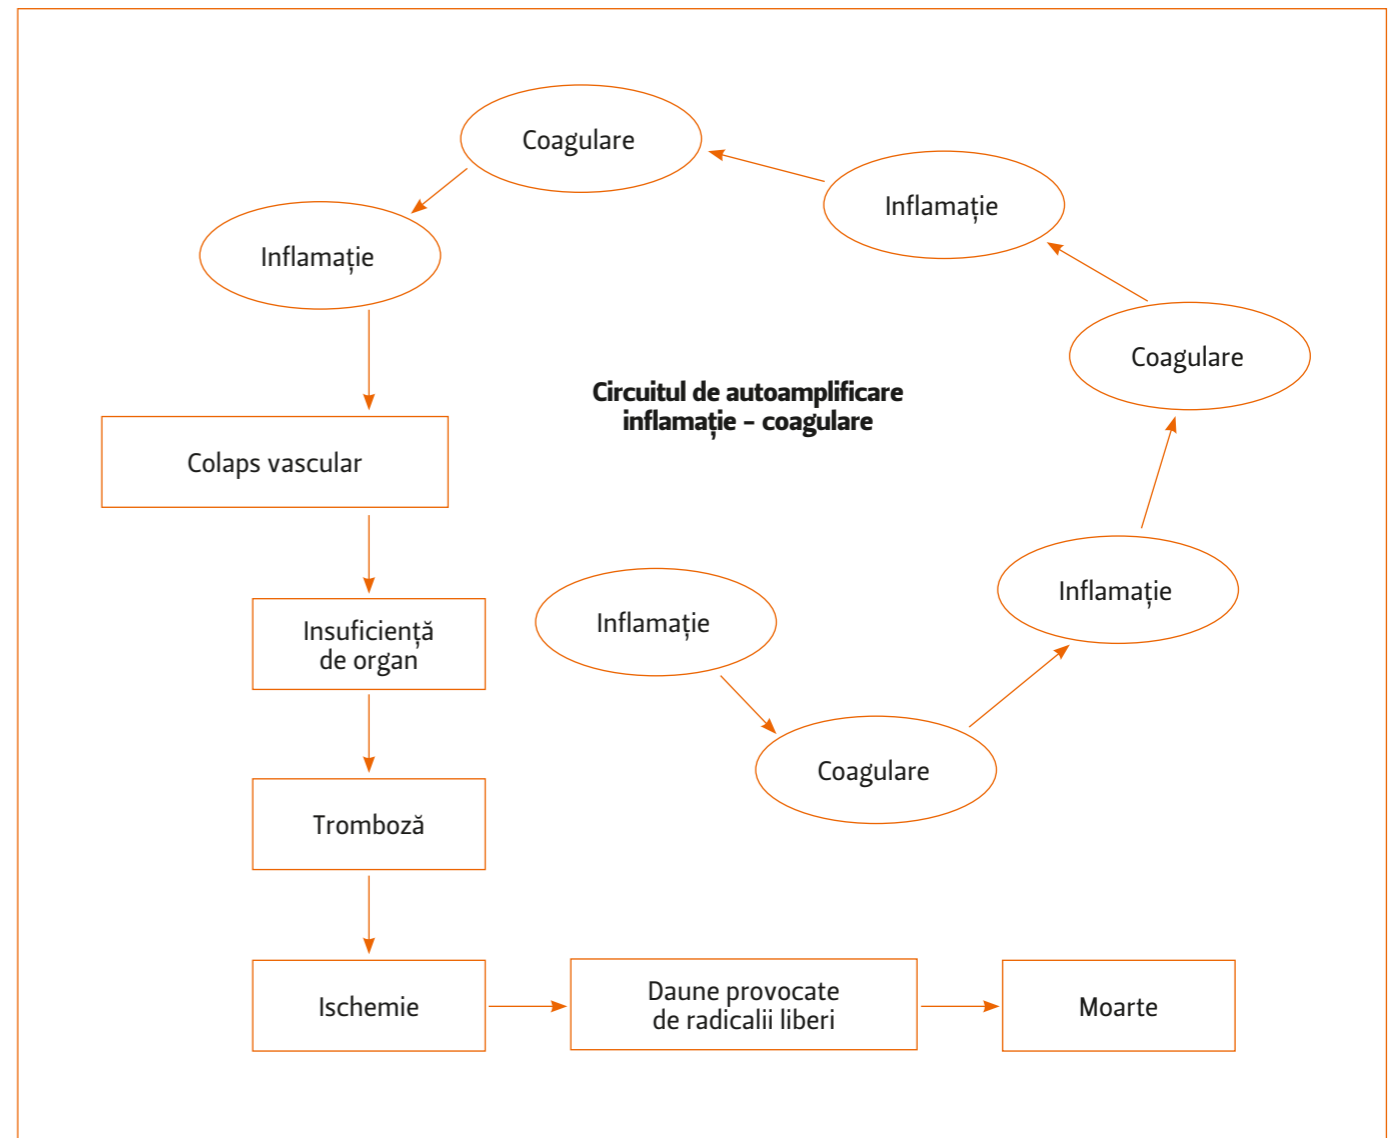 Coagulare
Inflamație
Inflamație
Coagulare
Circuitul de autoamplificare
inflamație – coagulare
Colaps vascular
Inflamație
Inflamație
Insuficiență
de organ
Coagulare
Tromboză
Ischemie
Daune provocate
de radicalii liberi
Moarte